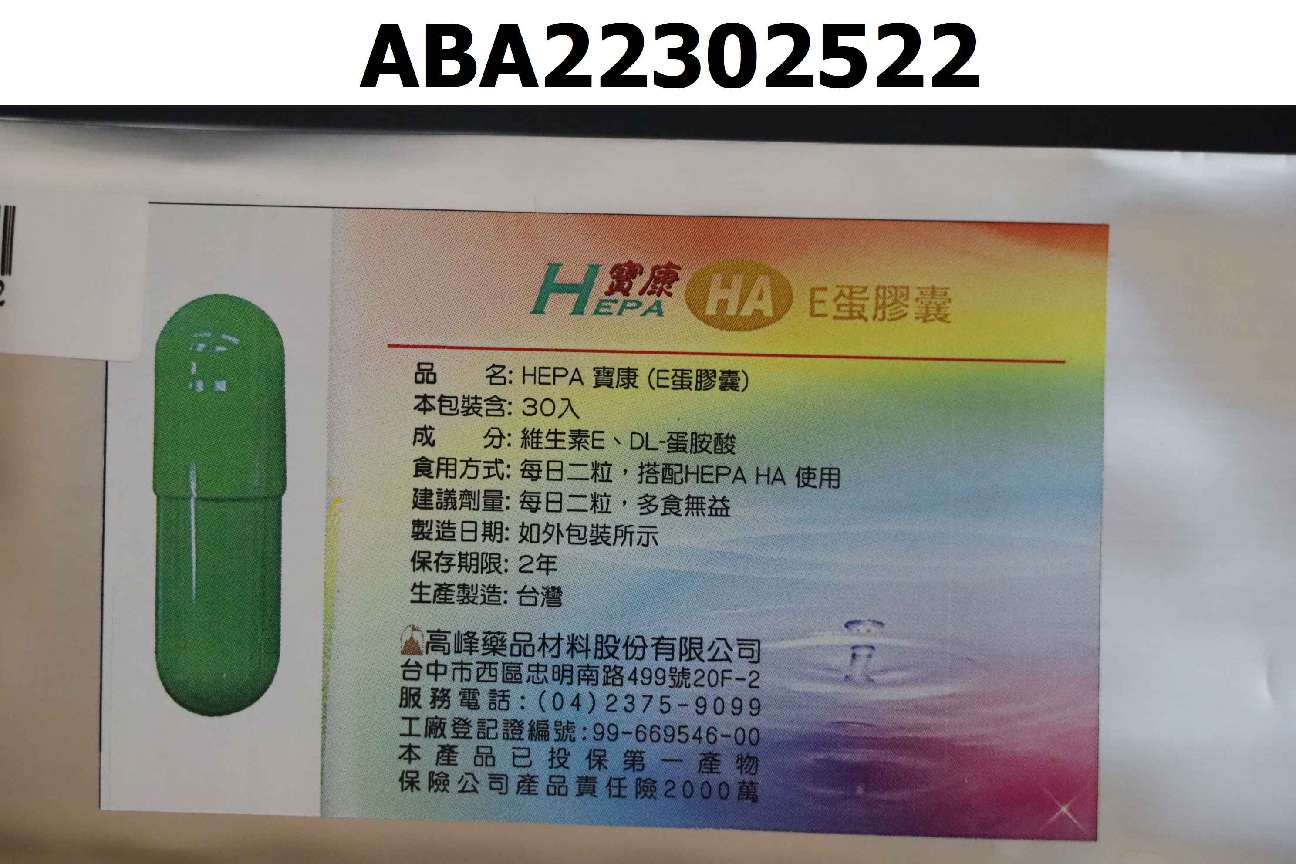 ABA22302522
H寶康
EPA
HA
E蛋膠囊
品 名: HEPA 寶康 (E蛋膠囊)
本包裝含: 30入
成 分: 維生素E、DL-蛋胺酸
食用方式: 每日二粒，搭配HEPA HA 使用
建議劑量: 每日二粒，多食無益
製造日期: 如外包裝所示
保存期限: 2年
生產製造: 台灣
高峰藥品材料股份有限公司
台中市西區忠明南路499號20F-2
服務電話:(04)2375-9099
工廠登記證編號:99-669546-00
本產品已投保第一產物
保險公司產品責任險2000萬
2